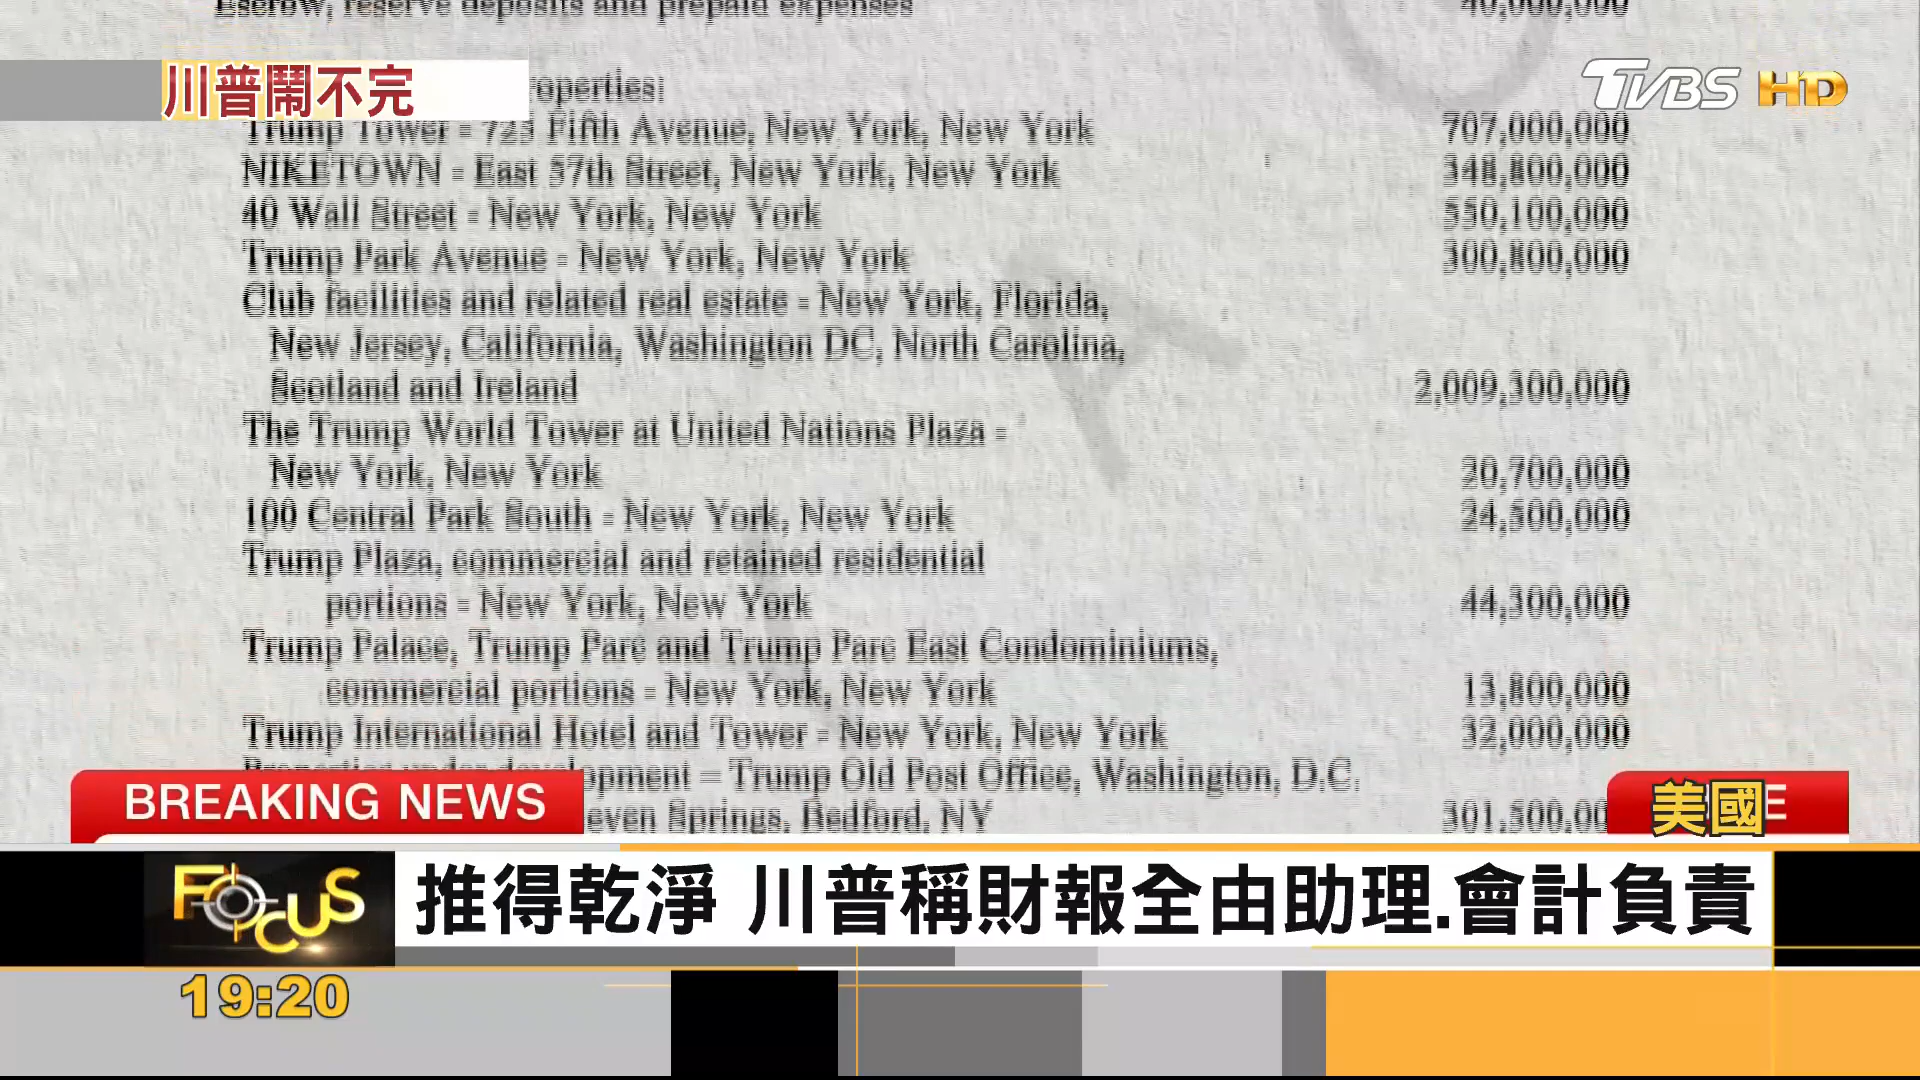 Escrow, reserve deposits and prepaid expenses 40,000,000
川普鬧不完
TVBS HD
Trump Tower - 725 Fifth Avenue, New York, New York 707,000,000
NIKETOWN - East 57th Street, New York, New York 348,800,000
40 Wall Street - New York, New York 550,100,000
Trump Park Avenue - New York, New York 300,800,000
Club facilities and related real estate - New York, Florida,
New Jersey, California, Washington DC, North Carolina,
Scotland and Ireland 2,009,300,000
The Trump World Tower at United Nations Plaza -
New York, New York 20,700,000
100 Central Park South - New York, New York 24,500,000
Trump Plaza, commercial and retained residential
portions - New York, New York 44,300,000
Trump Palace, Trump Parc and Trump Parc East Condominiums,
commercial portions - New York, New York 13,800,000
Trump International Hotel and Tower - New York, New York 32,000,000
Trump Old Post Office, Washington, D.C.
Springs, Bedford, NY
BREAKING NEWS
美國
FOCUS
推得乾淨 川普稱財報全由助理.會計負責
19:20